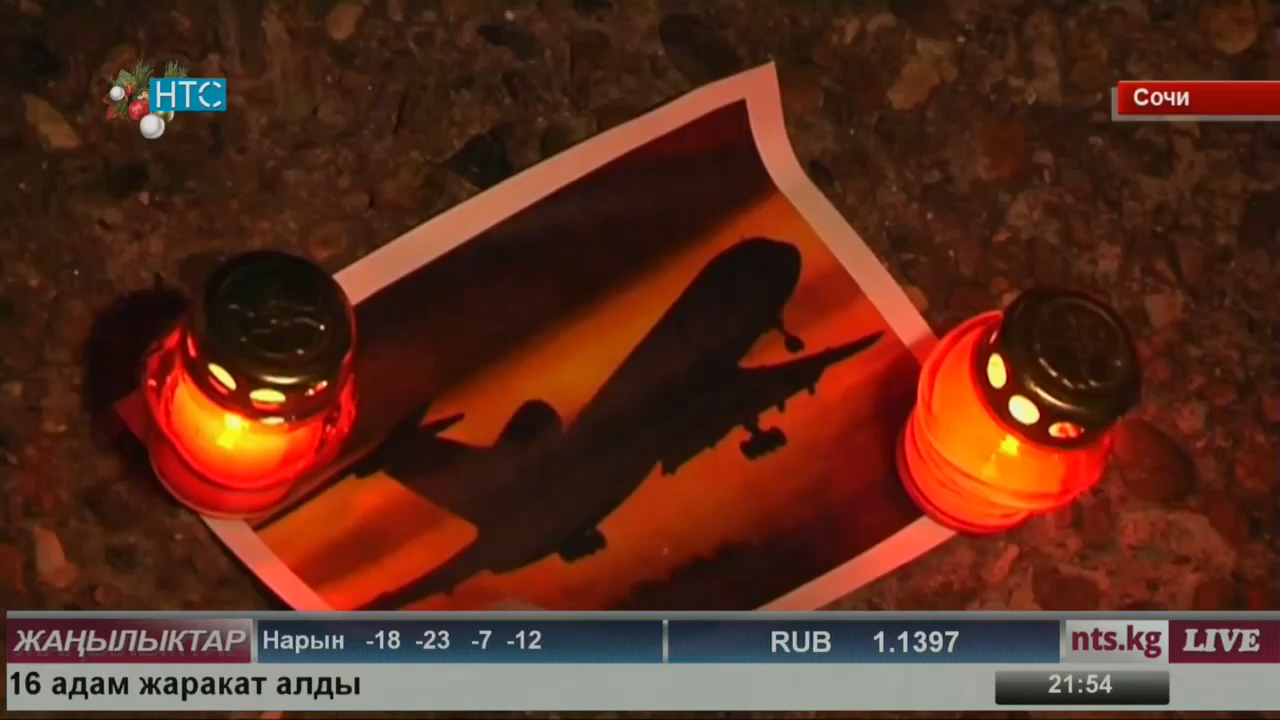 НТС
Сочи
ЖАҢЫЛЫКТАР
Нарын -18 -23 -7 -12
RUB 1.1397
nts.kg
LIVE
16 адам жаракат алды
21:54